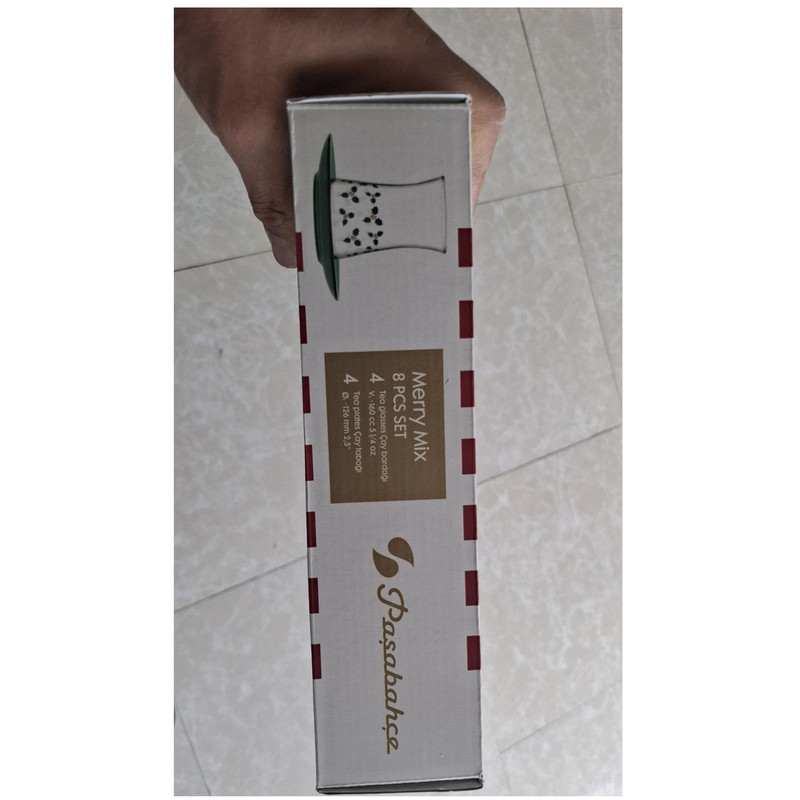 Merry Mix
8 PCS SET
4 Tea glasses Çay bardağı
V. -160 cc 5 1/4 oz
4 Tea plates Çay tabağı
Ø. -126 mm 2,5"
Paşabahçe